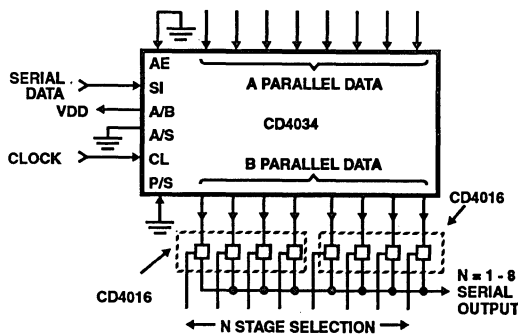 AE
SERIAL
DATA
SI
A PARALLEL DATA
VDD
A/B
CD4034
A/S
CLOCK
CL
B PARALLEL DATA
P/S
CD4016
CD4016
N = 1 - 8
SERIAL
OUTPUT
N STAGE SELECTION